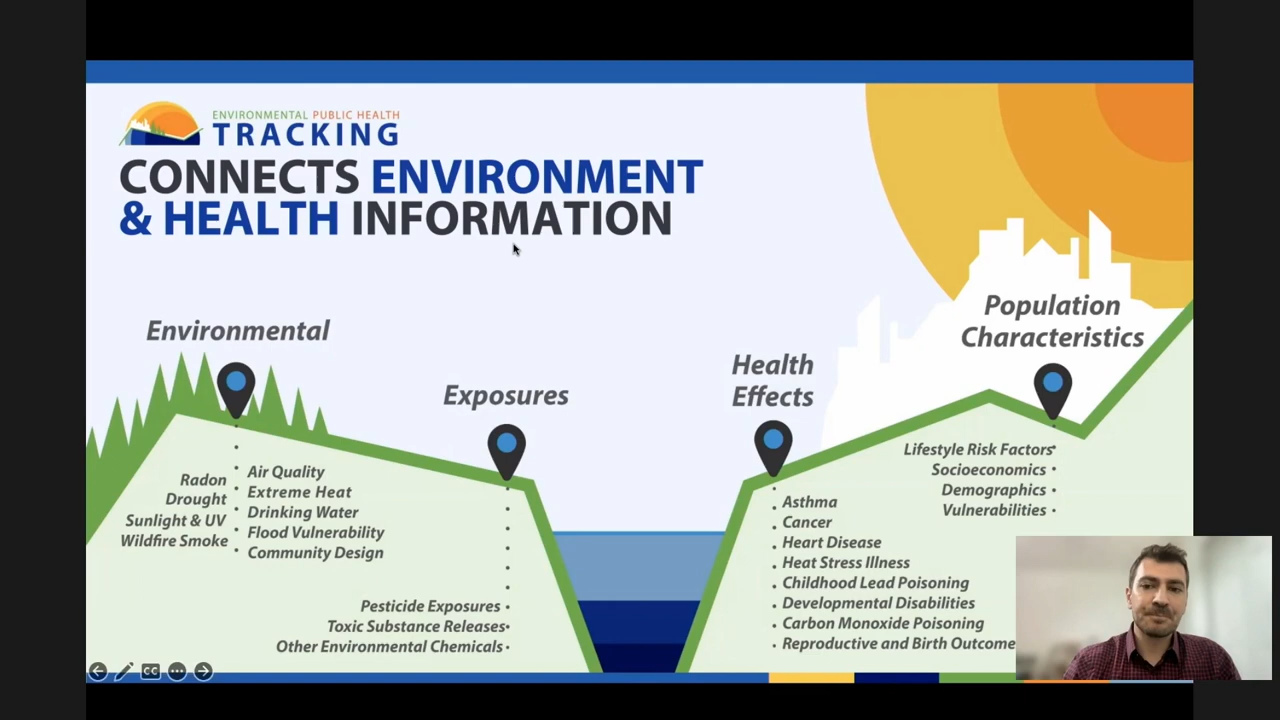 ENVIRONMENTAL PUBLIC HEALTH
TRACKING
CONNECTS ENVIRONMENT
& HEALTH INFORMATION
Environmental
Radon
Drought
Sunlight & UV
Wildfire Smoke
Air Quality
Extreme Heat
Drinking Water
Flood Vulnerability
Community Design
Exposures
Pesticide Exposures
Toxic Substance Releases
Other Environmental Chemicals
Health
Effects
Asthma
Cancer
Heart Disease
Heat Stress Illness
Childhood Lead Poisoning
Developmental Disabilities
Carbon Monoxide Poisoning
Reproductive and Birth Outcome
Population
Characteristics
Lifestyle Risk Factors
Socioeconomics
Demographics
Vulnerabilities
CC